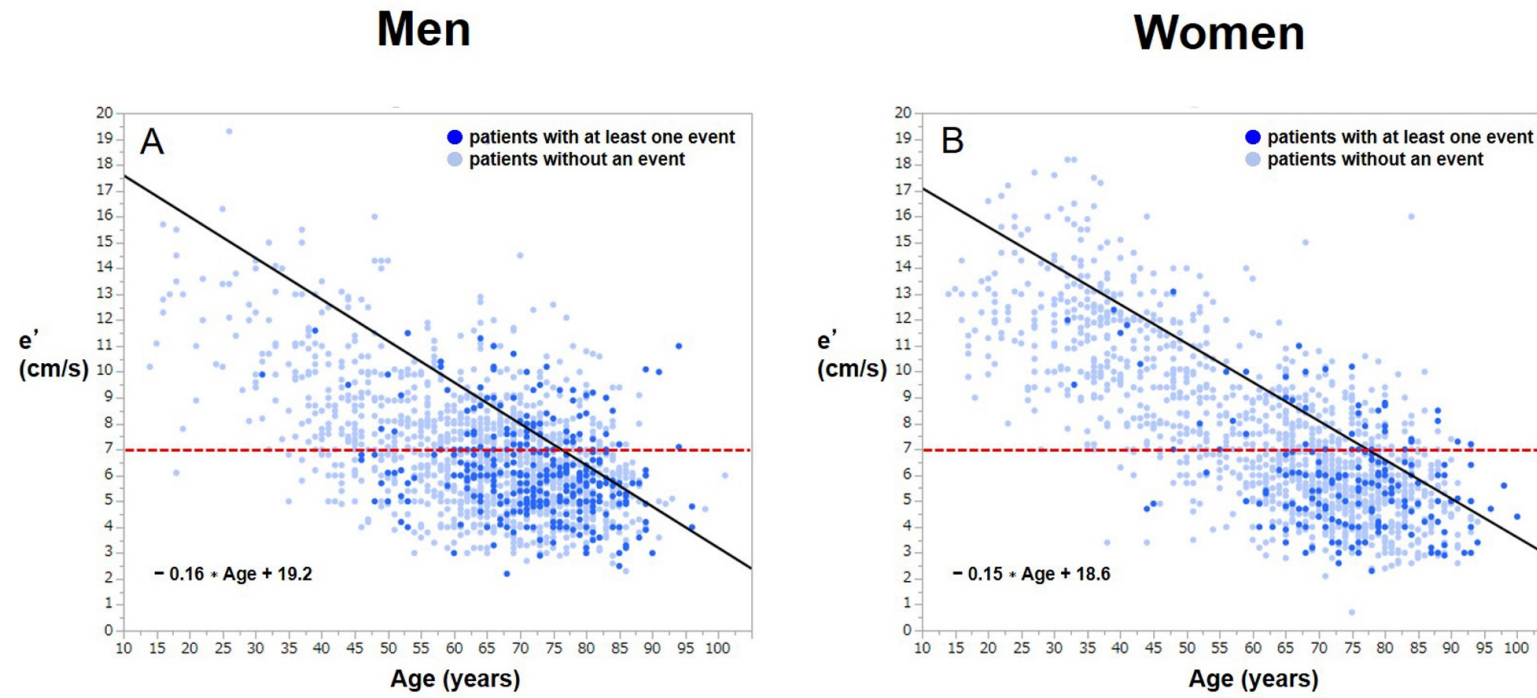 Men
Women
A
patients with at least one event
patients without an event
20
19
18
17
16
15
14
13
12
11
10
9
8
7
6
5
4
3
2
1
0
e’
(cm/s)
− 0.16 * Age + 19.2
10 15 20 25 30 35 40 45 50 55 60 65 70 75 80 85 90 95 100
Age (years)
B
patients with at least one event
patients without an event
20
19
18
17
16
15
14
13
12
11
10
9
8
7
6
5
4
3
2
1
0
e’
(cm/s)
− 0.15 * Age + 18.6
10 15 20 25 30 35 40 45 50 55 60 65 70 75 80 85 90 95 100
Age (years)